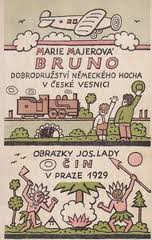 MARIE MAJEROVÁ
BRUNO
DOBRODRUŽSTVÍ NĚMECKÉHO HOCHA
V ČESKÉ VESNICI
OBRÁZKY JOS. LADY
ČIN
V PRAZE 1929